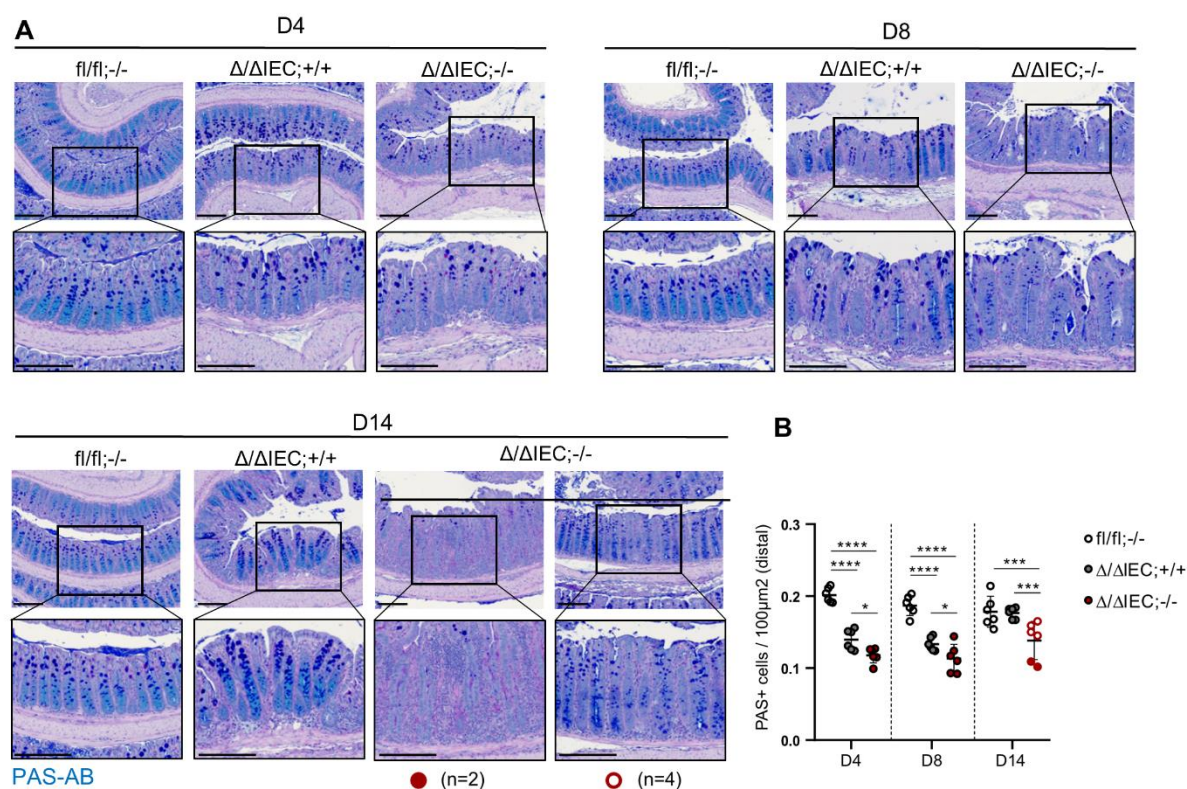 A
D4
fl/fl;-/-
Δ/ΔIEC;+/+
Δ/ΔIEC;-/-
D8
fl/fl;-/-
Δ/ΔIEC;+/+
Δ/ΔIEC;-/-
D14
fl/fl;-/-
Δ/ΔIEC;+/+
Δ/ΔIEC;-/-
PAS-AB
(n=2)
(n=4)
B
PAS+ cells / 100µm2 (distal)
0.3
0.2
0.1
0.0
****
****
*
****
****
*
***
***
D4
D8
D14
fl/fl;-/-
Δ/ΔIEC;+/+
Δ/ΔIEC;-/-